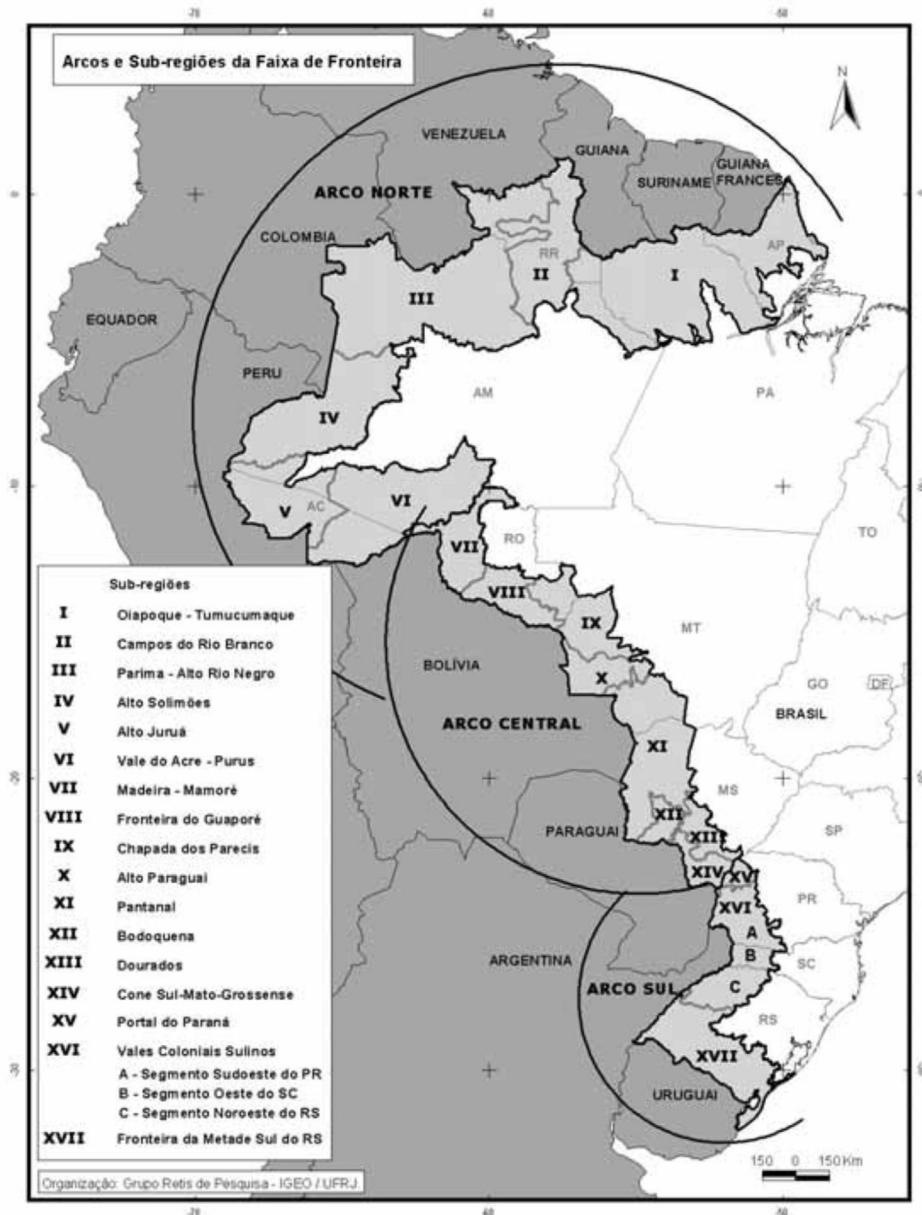 -70
-60
-50
Arcos e Sub-regiões da Faixa de Fronteira
N
VENEZUELA
GUIANA
SURINAME
GUIANA
FRANCESA
ARCO NORTE
0
COLOMBIA
RR
AP
II
I
III
EQUADOR
PERU
AM
PA
IV
V
AC
VI
TO
VII
RO
VIII
IX
MT
BOLÍVIA
X
GO
DF
BRASIL
ARCO CENTRAL
XI
MS
XII
PARAGUAI
XIII
SP
XIV
XV
XVI
PR
A
ARGENTINA
B
SC
ARCO SUL
C
RS
XVII
URUGUAI
Sub-regiões
I Oiapoque - Tumucumaque
II Campos do Rio Branco
III Parima - Alto Rio Negro
IV Alto Solimões
V Alto Juruá
VI Vale do Acre - Purus
VII Madeira - Mamoré
VIII Fronteira do Guaporé
IX Chapada dos Parecis
X Alto Paraguai
XI Pantanal
XII Bodoquena
XIII Dourados
XIV Cone Sul-Mato-Grossense
XV Portal do Paraná
XVI Vales Coloniais Sulinos
A - Segmento Sudoeste do PR
B - Segmento Oeste do SC
C - Segmento Noroeste do RS
XVII Fronteira da Metade Sul do RS
150 0 150 Km
Organização: Grupo Retis de Pesquisa - IGEO / UFRJ
-70
-60
-50